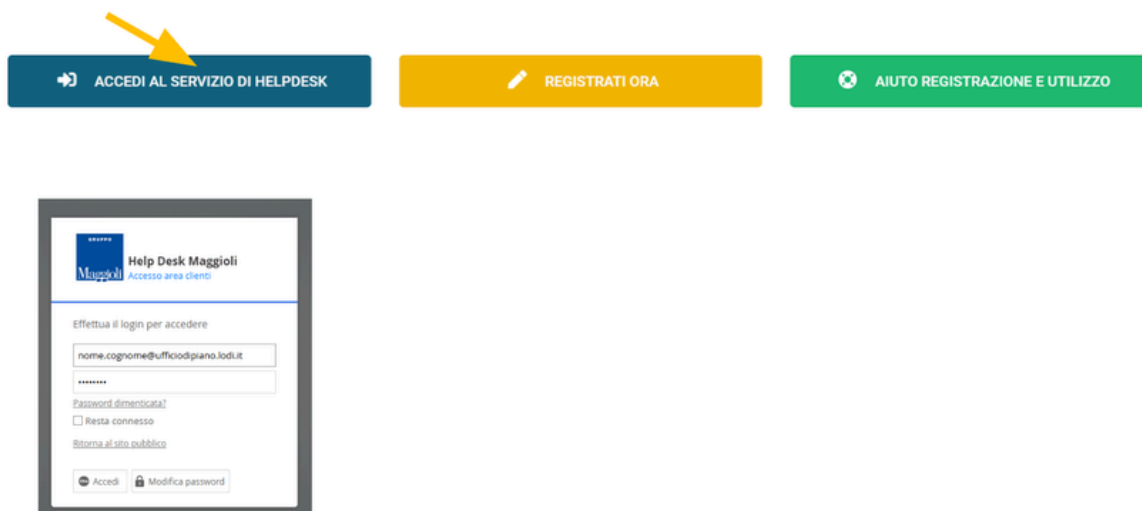 ACCEDI AL SERVIZIO DI HELPDESK
REGISTRATI ORA
AIUTO REGISTRAZIONE E UTILIZZO
GRUPPO
Maggioli
Help Desk Maggioli
Accesso area clienti
Effettua il login per accedere
nome.cognome@ufficiodipiano.lodi.it
••••••••
Password dimenticata?
Resta connesso
Ritorna al sito pubblico
Accedi
Modifica password